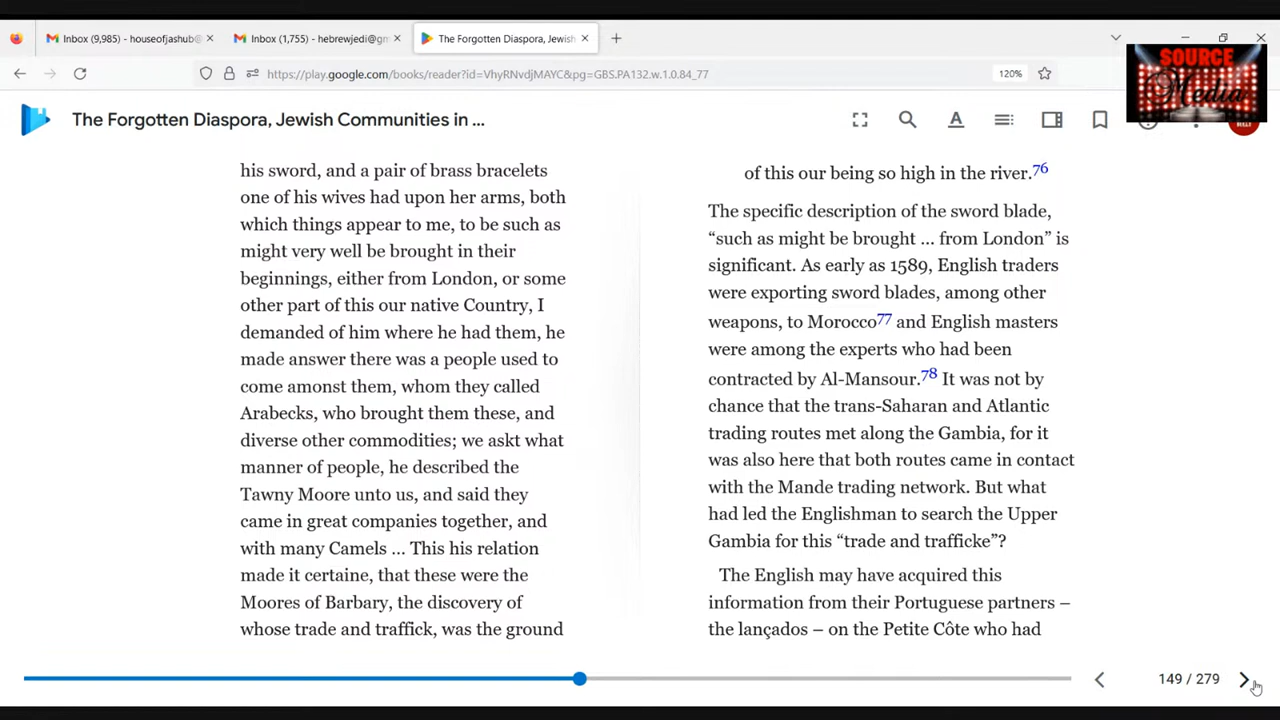 Inbox (9,985) - houseofjashub@
Inbox (1,755) - hebrewjedi@gm
The Forgotten Diaspora, Jewish
https://play.google.com/books/reader?id=VhyRNvdjMAYC&pg=GBS.PA132.w.1.0.84_77
120%
SOURCE
Media
The Forgotten Diaspora, Jewish Communities in ...
his sword, and a pair of brass bracelets
one of his wives had upon her arms, both
which things appear to me, to be such as
might very well be brought in their
beginnings, either from London, or some
other part of this our native Country, I
demanded of him where he had them, he
made answer there was a people used to
come amonst them, whom they called
Arabecks, who brought them these, and
diverse other commodities; we askt what
manner of people, he described the
Tawny Moore unto us, and said they
came in great companies together, and
with many Camels ... This his relation
made it certaine, that these were the
Moores of Barbary, the discovery of
whose trade and traffick, was the ground
of this our being so high in the river.76
The specific description of the sword blade,
“such as might be brought ... from London” is
significant. As early as 1589, English traders
were exporting sword blades, among other
weapons, to Morocco77 and English masters
were among the experts who had been
contracted by Al-Mansour.78 It was not by
chance that the trans-Saharan and Atlantic
trading routes met along the Gambia, for it
was also here that both routes came in contact
with the Mande trading network. But what
had led the Englishman to search the Upper
Gambia for this “trade and trafficke”?
The English may have acquired this
information from their Portuguese partners –
the lançados – on the Petite Côte who had
149 / 279